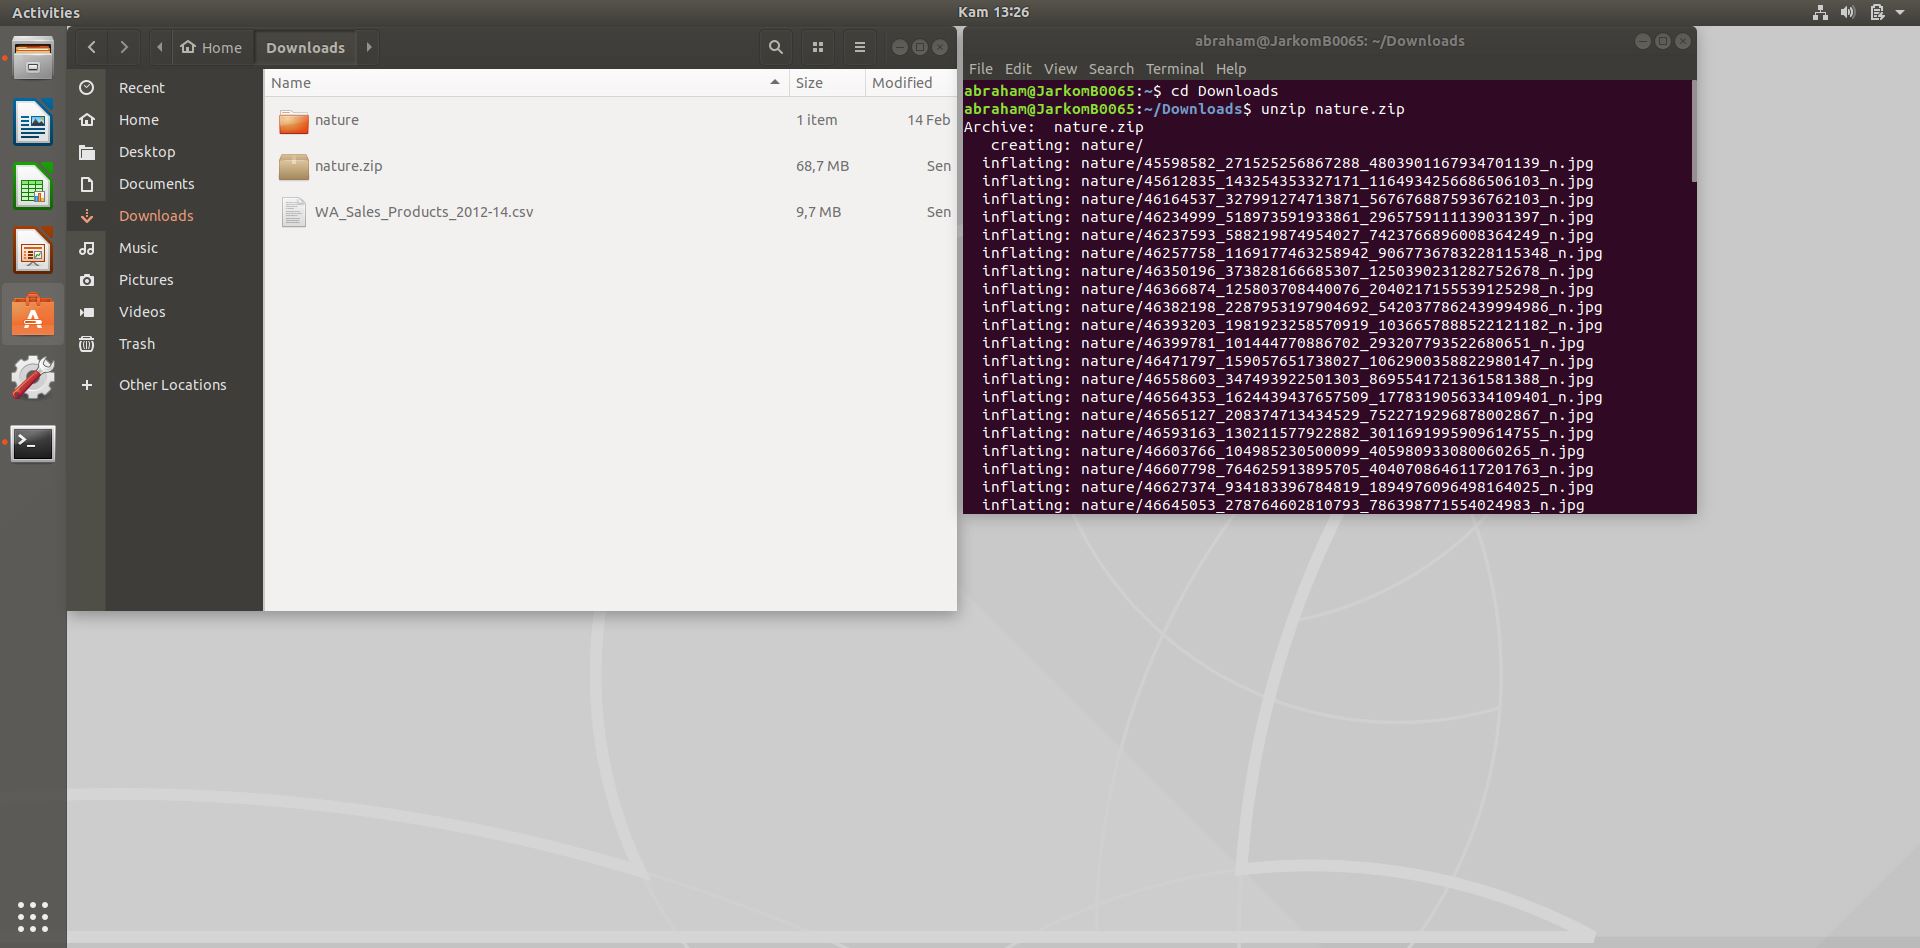 Activities
Kam 13:26
Home
Downloads
Recent
Home
Desktop
Documents
Downloads
Music
Pictures
Videos
Trash
Other Locations
Name Size Modified
nature 1 item 14 Feb
nature.zip 68,7 MB Sen
WA_Sales_Products_2012-14.csv 9,7 MB Sen
abraham@JarkomB0065: ~/Downloads
File Edit View Search Terminal Help
abraham@JarkomB0065:~$ cd Downloads
abraham@JarkomB0065:~/Downloads$ unzip nature.zip
Archive:  nature.zip
   creating: nature/
  inflating: nature/45598582_271525256867288_4803901167934701139_n.jpg
  inflating: nature/45612835_143254353327171_1164934256686506103_n.jpg
  inflating: nature/46164537_327991274713871_5676768875936762103_n.jpg
  inflating: nature/46234999_518973591933861_2965759111139031397_n.jpg
  inflating: nature/46237593_588219874954027_7423766896008364249_n.jpg
  inflating: nature/46257758_1169177463258942_9067736783228115348_n.jpg
  inflating: nature/46350196_373828166685307_1250390231282752678_n.jpg
  inflating: nature/46366874_125803708440076_2040217155539125298_n.jpg
  inflating: nature/46382198_2287953197904692_5420377862439994986_n.jpg
  inflating: nature/46393203_1981923258570919_1036657888522121182_n.jpg
  inflating: nature/46399781_101444770886702_293207793522680651_n.jpg
  inflating: nature/46471797_159057651738027_1062900358822980147_n.jpg
  inflating: nature/46558603_347493922501303_8695541721361581388_n.jpg
  inflating: nature/46564353_1624439437657509_1778319056334109401_n.jpg
  inflating: nature/46565127_208374713434529_7522719296878002867_n.jpg
  inflating: nature/46593163_130211577922882_3011691995909614755_n.jpg
  inflating: nature/46603766_104985230500099_405980933080060265_n.jpg
  inflating: nature/46607798_764625913895705_4040708646117201763_n.jpg
  inflating: nature/46627374_934183396784819_1894976096498164025_n.jpg
  inflating: nature/46645053_278764602810793_786398771554024983_n.jpg